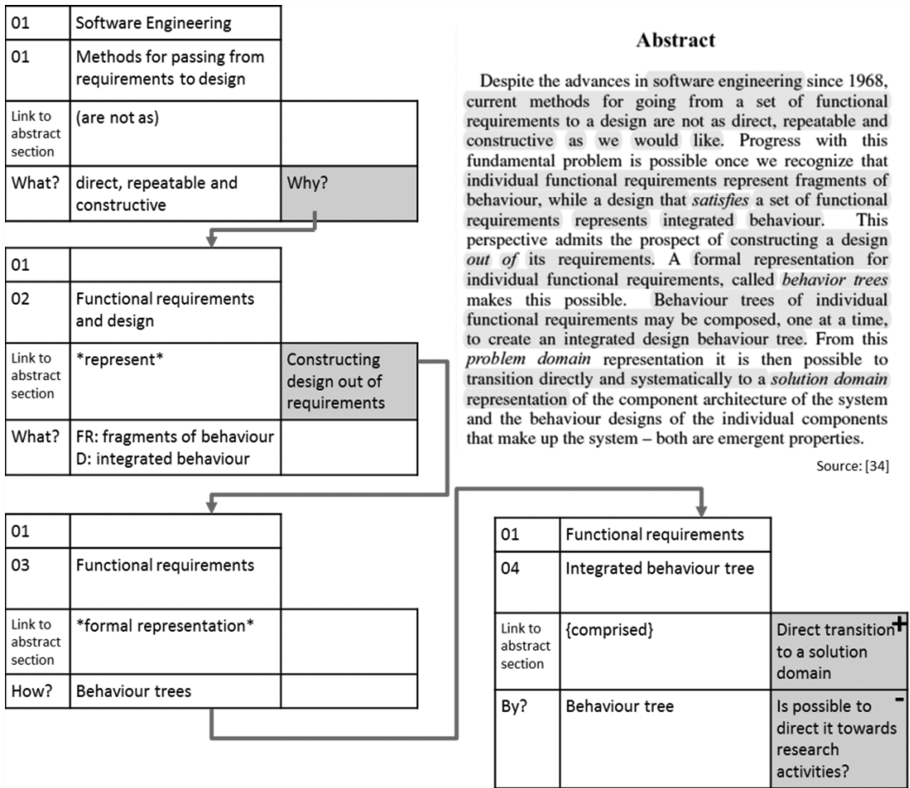 01 Software Engineering
01 Methods for passing from
requirements to design
Link to
abstract
section
(are not as)
What? direct, repeatable and
constructive
Why?
01
02 Functional requirements
and design
Link to
abstract
section
*represent*
Constructing
design out of
requirements
What? FR: fragments of behaviour
D: integrated behaviour
01
03 Functional requirements
Link to
abstract
section
*formal representation*
How? Behaviour trees
Abstract
Despite the advances in software engineering since 1968,
current methods for going from a set of functional
requirements to a design are not as direct, repeatable and
constructive as we would like. Progress with this
fundamental problem is possible once we recognize that
individual functional requirements represent fragments of
behaviour, while a design that satisfies a set of functional
requirements represents integrated behaviour. This
perspective admits the prospect of constructing a design
out of its requirements. A formal representation for
individual functional requirements, called behavior trees
makes this possible. Behaviour trees of individual
functional requirements may be composed, one at a time,
to create an integrated design behaviour tree. From this
problem domain representation it is then possible to
transition directly and systematically to a solution domain
representation of the component architecture of the system
and the behaviour designs of the individual components
that make up the system – both are emergent properties.
Source: [34]
01 Functional requirements
04 Integrated behaviour tree
Link to
abstract
section
{comprised}
Direct transition +
to a solution
domain
By? Behaviour tree
Is possible to -
direct it towards
research
activities?